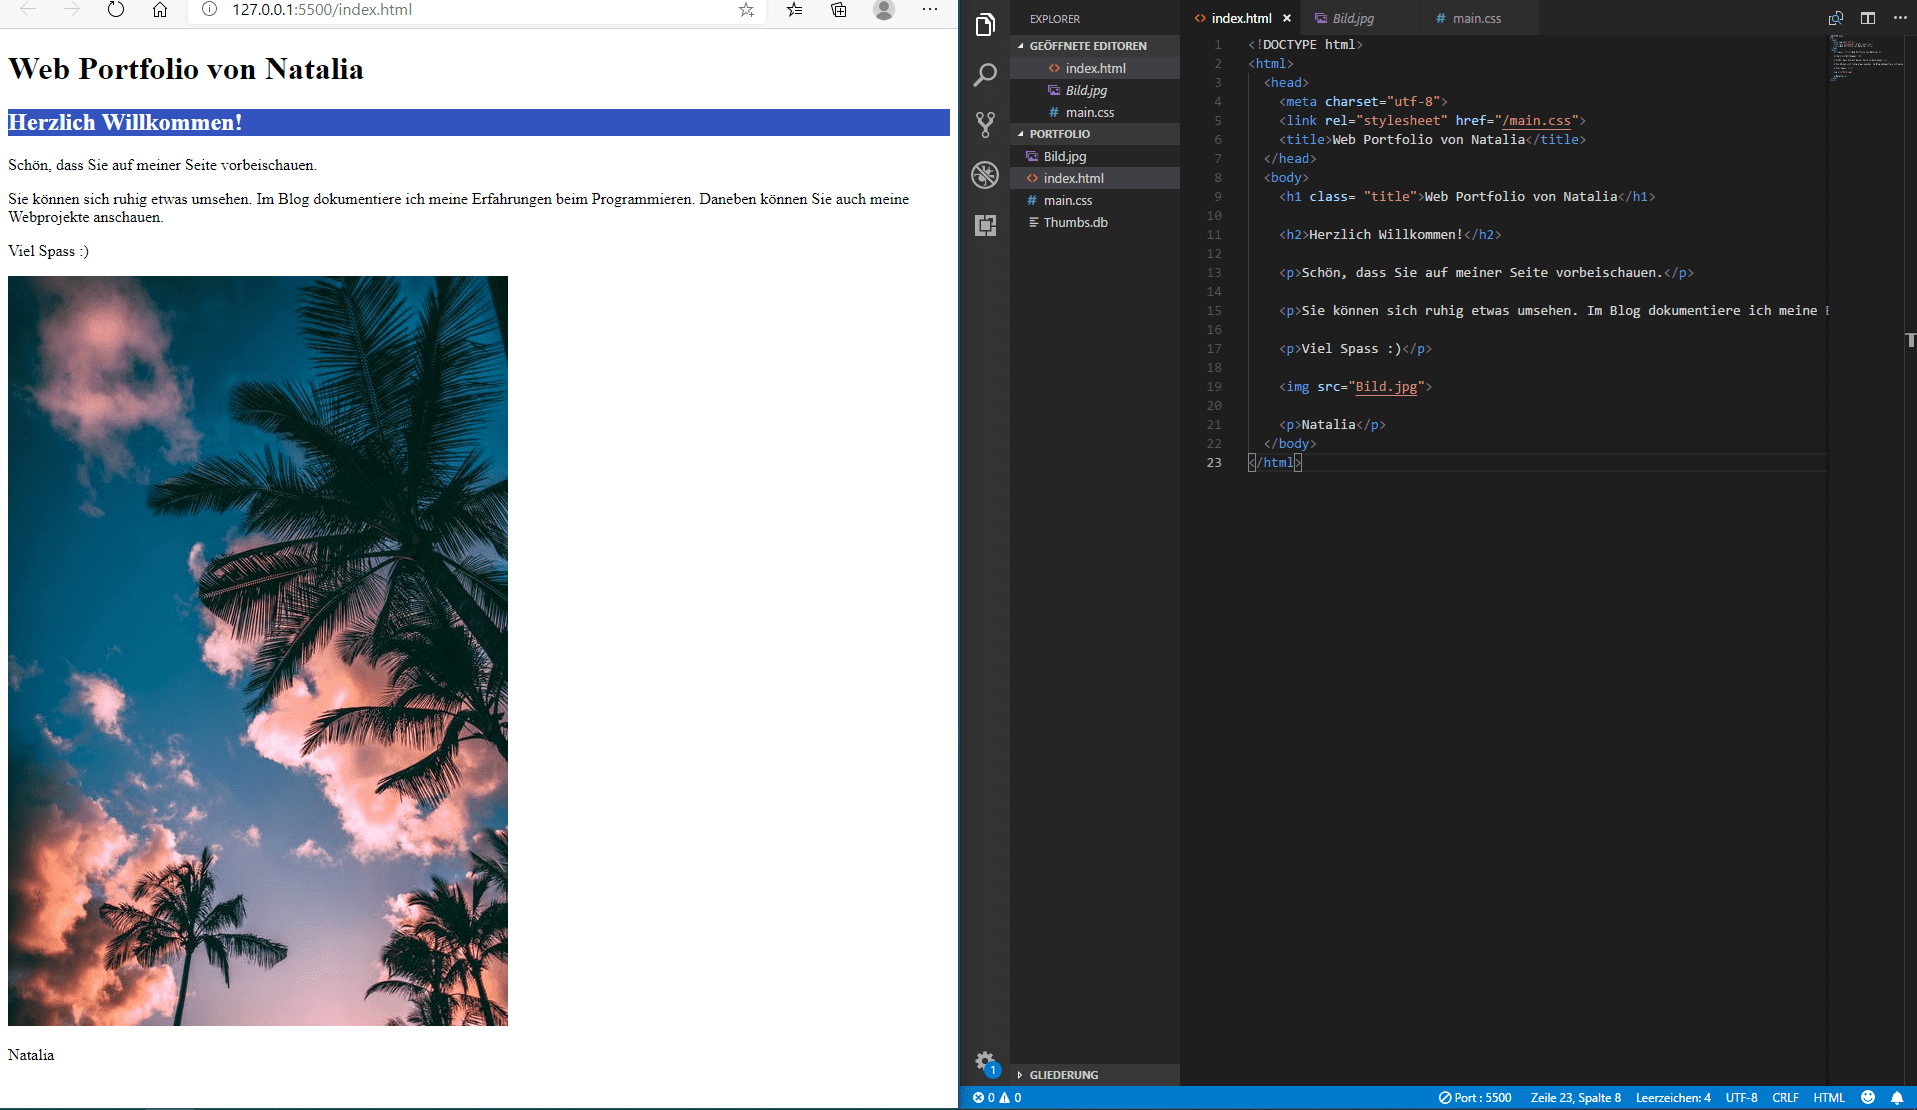 127.0.0.1:5500/index.html
Web Portfolio von Natalia
Herzlich Willkommen!
Schön, dass Sie auf meiner Seite vorbeischauen.
Sie können sich ruhig etwas umsehen. Im Blog dokumentiere ich meine Erfahrungen beim Programmieren. Daneben können Sie auch meine
Webprojekte anschauen.
Viel Spass :)
Natalia
EXPLORER
GEÖFFNETE EDITOREN
index.html
Bild.jpg
main.css
PORTFOLIO
Bild.jpg
index.html
main.css
Thumbs.db
GLIEDERUNG
1
index.html Bild.jpg main.css
1 <!DOCTYPE html>
2 <html>
3 <head>
4 <meta charset="utf-8">
5 <link rel="stylesheet" href="/main.css">
6 <title>Web Portfolio von Natalia</title>
7 </head>
8 <body>
9 <h1 class= "title">Web Portfolio von Natalia</h1>
10
11 <h2>Herzlich Willkommen!</h2>
12
13 <p>Schön, dass Sie auf meiner Seite vorbeischauen.</p>
14
15 <p>Sie können sich ruhig etwas umsehen. Im Blog dokumentiere ich meine E
16
17 <p>Viel Spass :)</p>
18
19 <img src="Bild.jpg">
20
21 <p>Natalia</p>
22 </body>
23 </html>
0 0 Port : 5500 Zeile 23, Spalte 8 Leerzeichen: 4 UTF-8 CRLF HTML